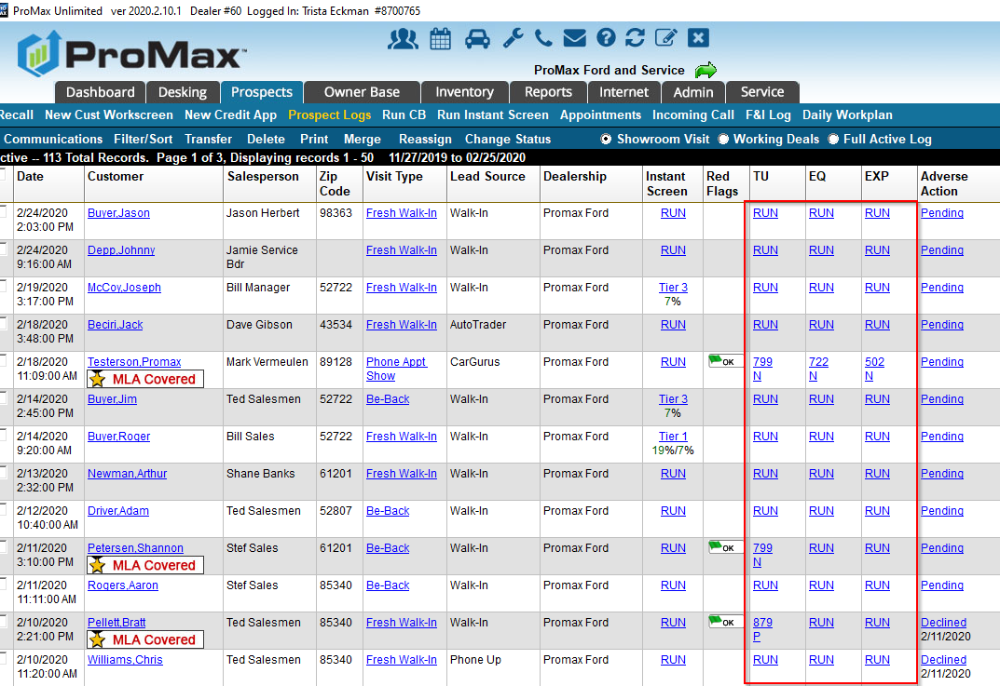 ProMax Unlimited ver 2020.2.10.1 Dealer #60 Logged In: Trista Eckman #8700765
ProMax™
ProMax Ford and Service
Dashboard Desking Prospects Owner Base Inventory Reports Internet Admin Service
Recall New Cust Workscreen New Credit App Prospect Logs Run CB Run Instant Screen Appointments Incoming Call F&I Log Daily Workplan
Communications Filter/Sort Transfer Delete Print Merge Reassign Change Status Showroom Visit Working Deals Full Active Log
ctive -- 113 Total Records. Page 1 of 3, Displaying records 1 - 50 11/27/2019 to 02/25/2020
Date Customer Salesperson Zip Code Visit Type Lead Source Dealership Instant Screen Red Flags TU EQ EXP Adverse Action
2/24/2020 2:03:00 PM Buyer,Jason Jason Herbert 98363 Fresh Walk-In Walk-In Promax Ford RUN RUN RUN RUN Pending
2/24/2020 9:16:00 AM Depp,Johnny Jamie Service Bdr Fresh Walk-In Walk-In Promax Ford RUN RUN RUN RUN Pending
2/19/2020 3:17:00 PM McCoy,Joseph Bill Manager 52722 Fresh Walk-In Walk-In Promax Ford Tier 3 7% RUN RUN RUN Pending
2/18/2020 3:48:00 PM Beciri,Jack Dave Gibson 43534 Fresh Walk-In AutoTrader Promax Ford RUN RUN RUN RUN Pending
2/18/2020 11:09:00 AM Testerson,Promax MLA Covered Mark Vermeulen 89128 Phone Appt Show CarGurus Promax Ford RUN OK 799 N 722 N 502 N Pending
2/14/2020 2:45:00 PM Buyer,Jim Ted Salesmen 52722 Be-Back Walk-In Promax Ford Tier 3 7% RUN RUN RUN Pending
2/14/2020 9:20:00 AM Buyer,Roger Bill Sales 52722 Fresh Walk-In Walk-In Promax Ford Tier 1 19%/7% RUN RUN RUN Pending
2/13/2020 2:32:00 PM Newman,Arthur Shane Banks 61201 Fresh Walk-In Walk-In Promax Ford RUN RUN RUN RUN Pending
2/12/2020 10:40:00 AM Driver,Adam Ted Salesmen 52807 Be-Back Walk-In Promax Ford RUN RUN RUN RUN Pending
2/11/2020 3:10:00 PM Petersen,Shannon MLA Covered Stef Sales 61201 Be-Back Walk-In Promax Ford RUN OK 799 N RUN RUN Pending
2/11/2020 11:11:00 AM Rogers,Aaron Stef Sales 85340 Be-Back Walk-In Promax Ford RUN RUN RUN RUN Pending
2/10/2020 2:21:00 PM Pellett,Bratt MLA Covered Ted Salesmen 85340 Fresh Walk-In Walk-In Promax Ford RUN OK 879 P RUN RUN Declined 2/11/2020
2/10/2020 11:20:00 AM Williams,Chris Ted Salesmen 85340 Fresh Walk-In Phone Up Promax Ford RUN RUN RUN RUN Declined 2/11/2020